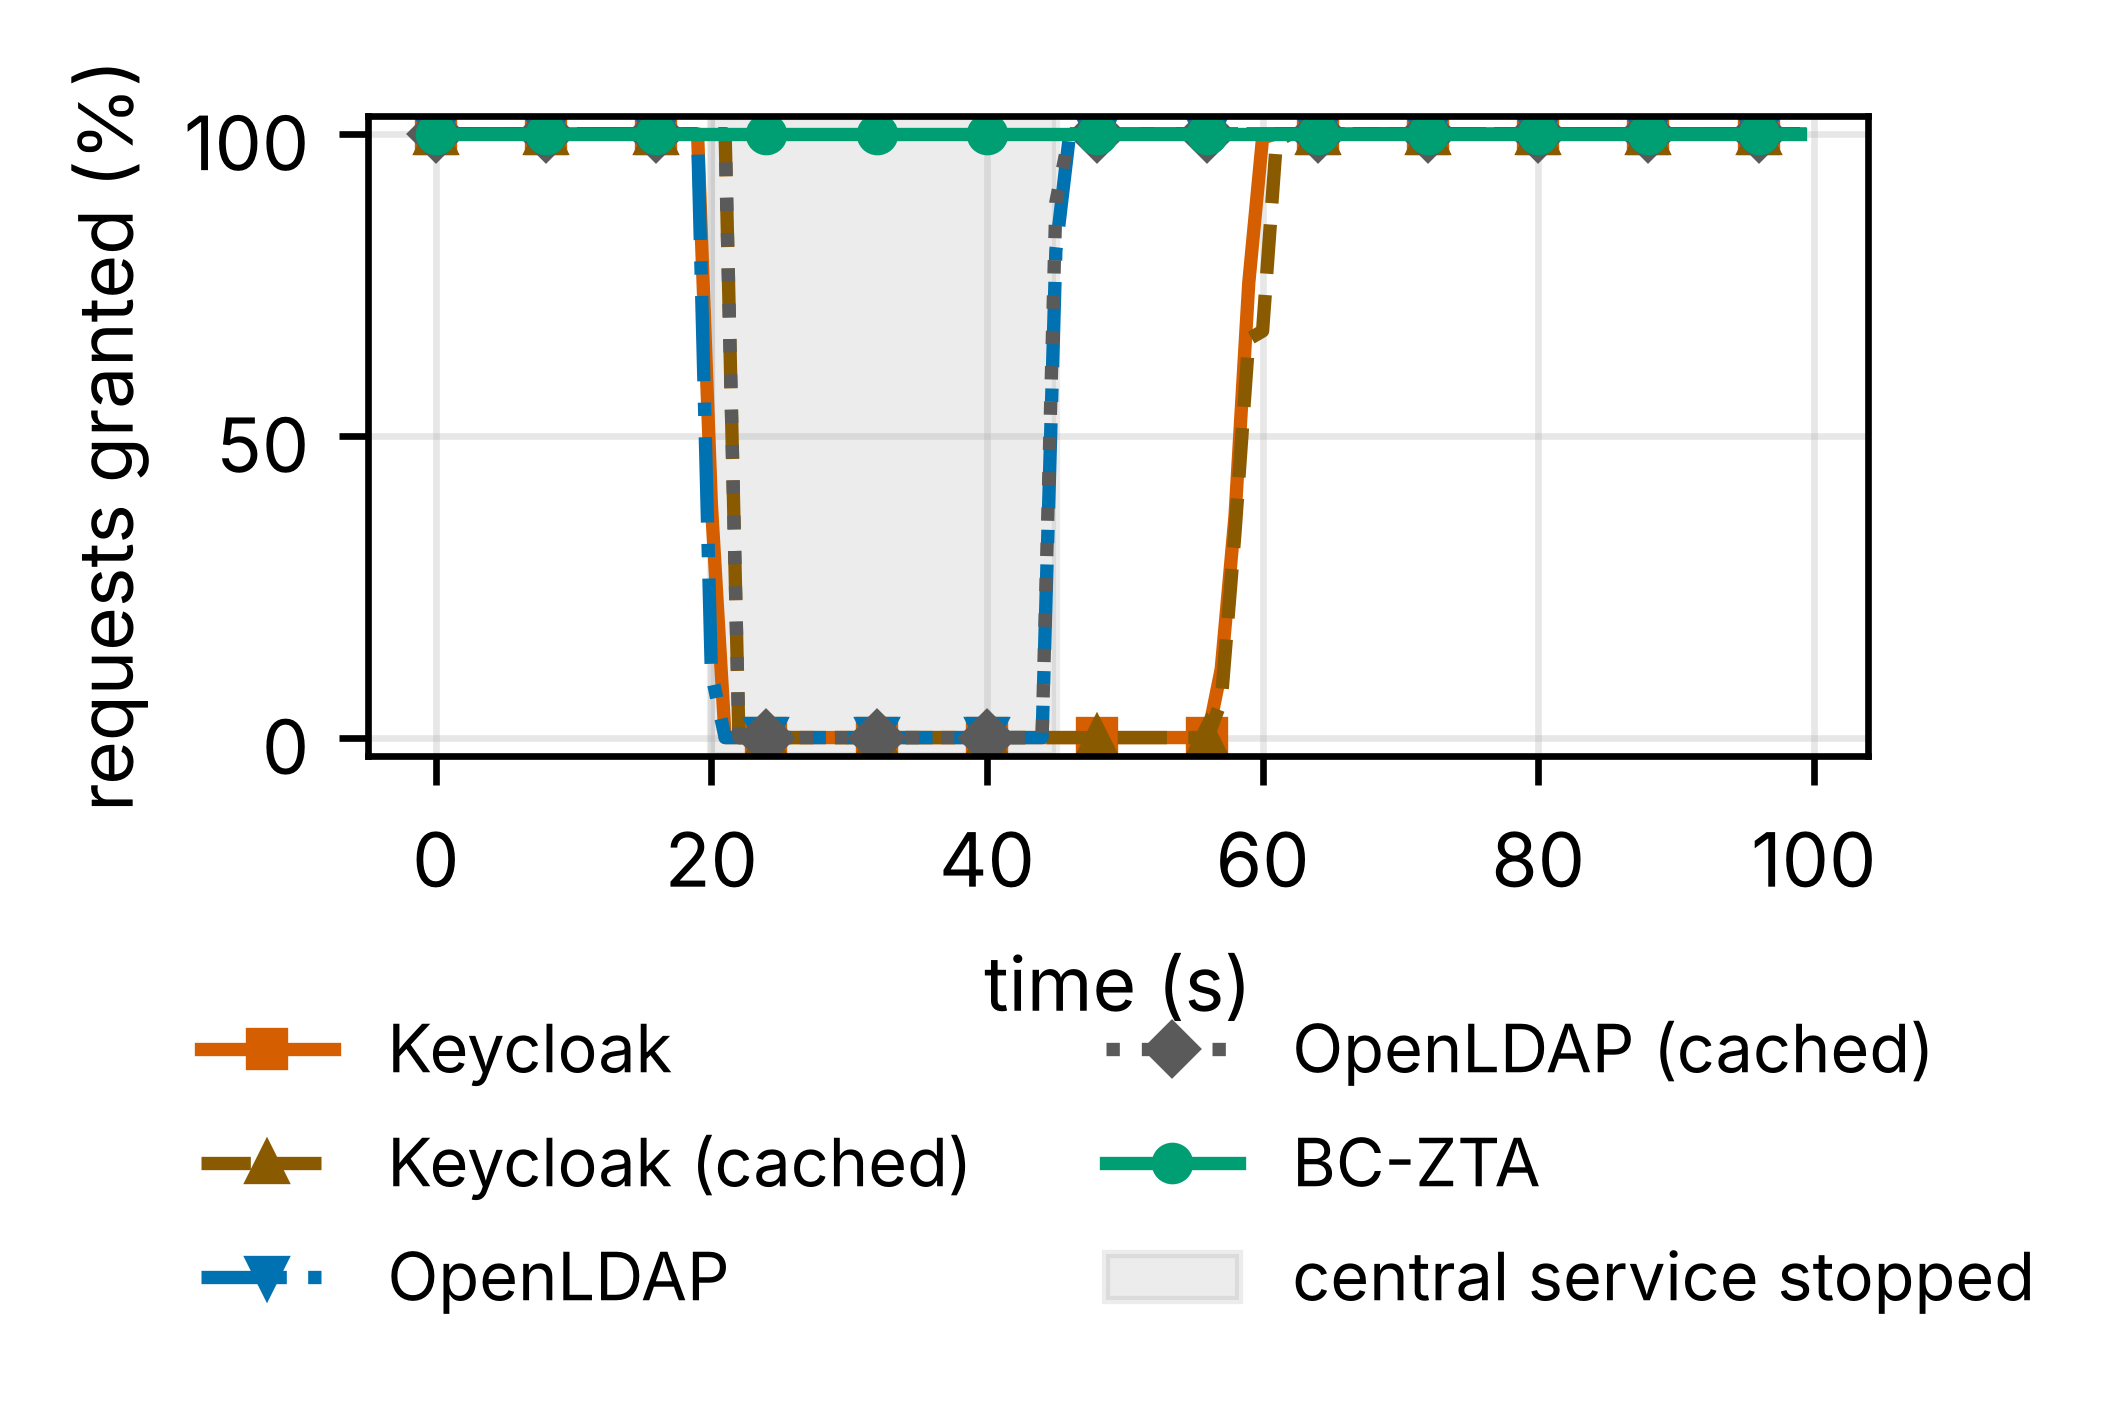 requests granted (%)
100
50
0
0 20 40 60 80 100
time (s)
Keycloak
Keycloak (cached)
OpenLDAP
OpenLDAP (cached)
BC-ZTA
central service stopped